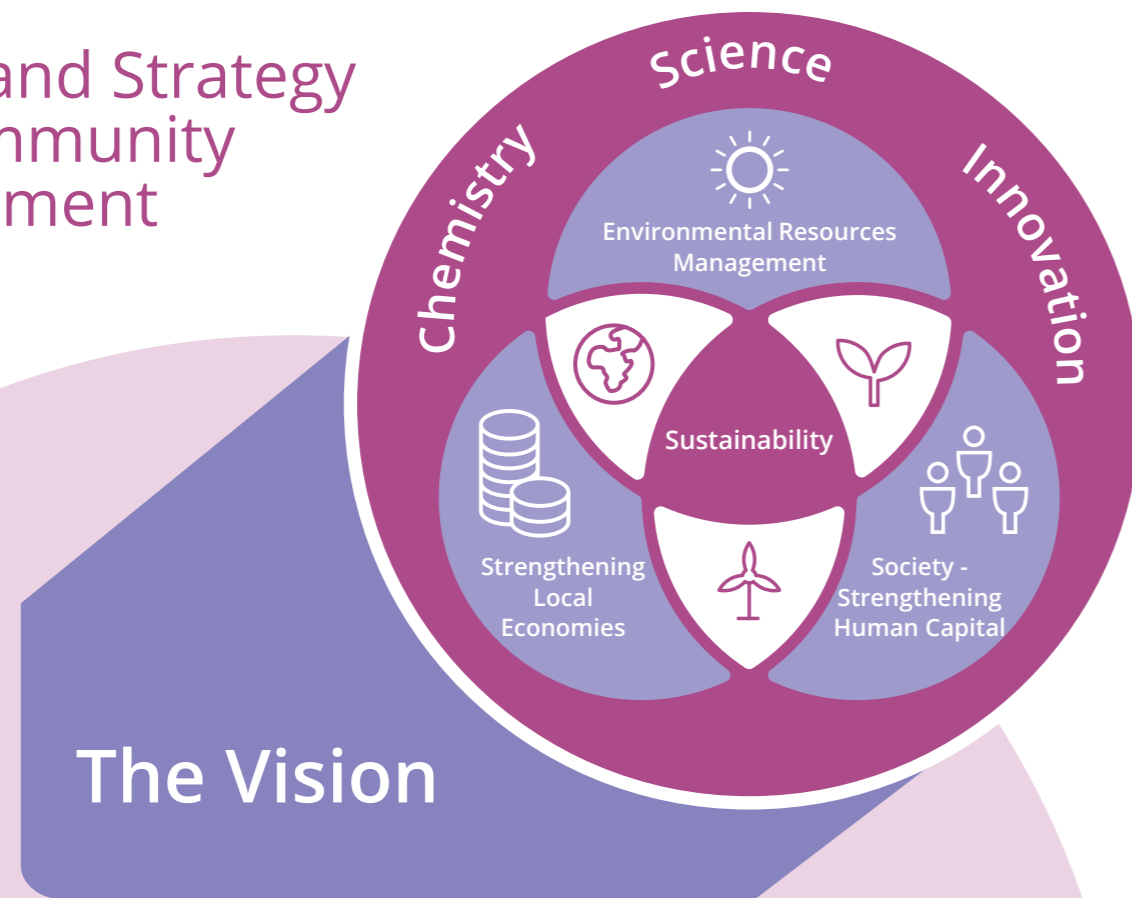 and Strategy
mmunity
ment
Science
Chemistry
Innovation
Environmental Resources
Management
Sustainability
Strengthening
Local
Economies
Society -
Strengthening
Human Capital
The Vision